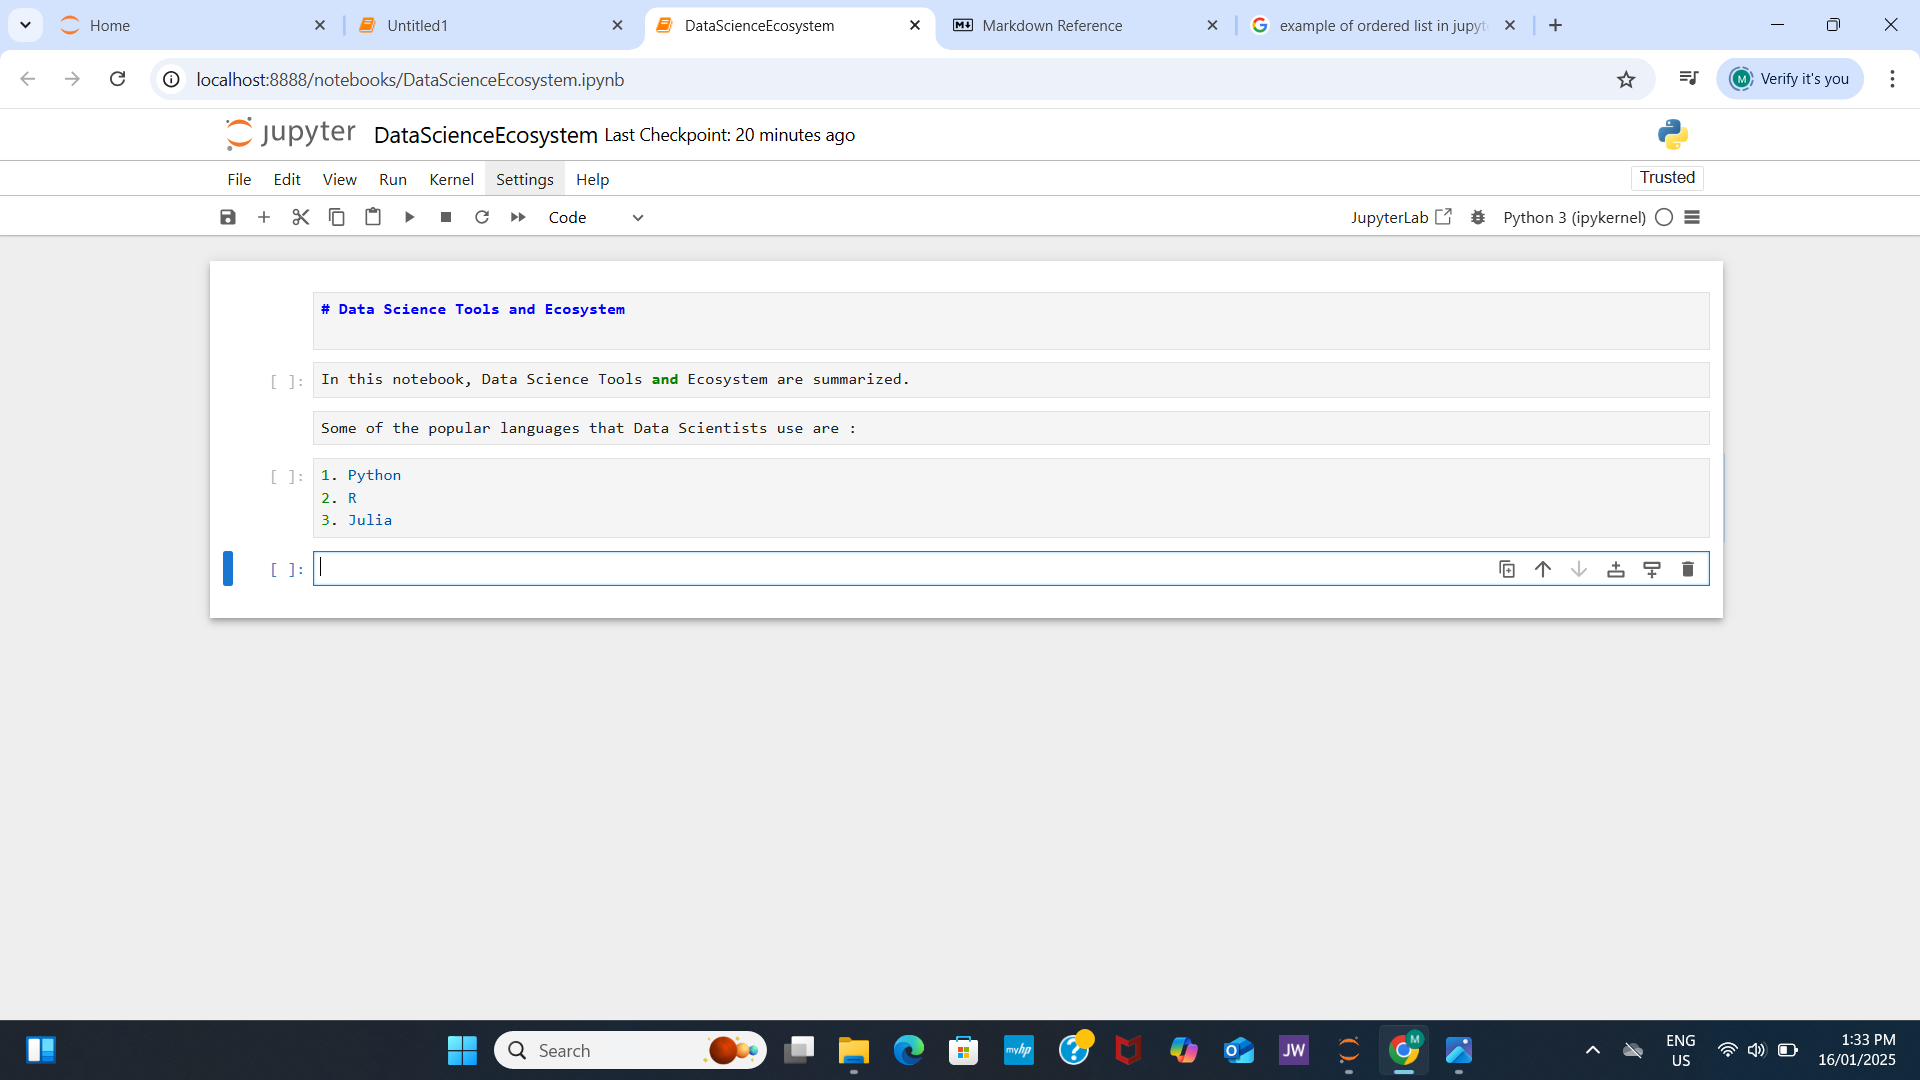 Home
Untitled1
DataScienceEcosystem
Markdown Reference
example of ordered list in jupyt
localhost:8888/notebooks/DataScienceEcosystem.ipynb
M
Verify it's you
jupyter
DataScienceEcosystem Last Checkpoint: 20 minutes ago
File Edit View Run Kernel Settings Help
Trusted
Code
JupyterLab
Python 3 (ipykernel)
# Data Science Tools and Ecosystem
[ ]: In this notebook, Data Science Tools and Ecosystem are summarized.
Some of the popular languages that Data Scientists use are :
[ ]: 1. Python
2. R
3. Julia
[ ]:
Search
myhp
JW
M
ENG
US
1:33 PM
16/01/2025